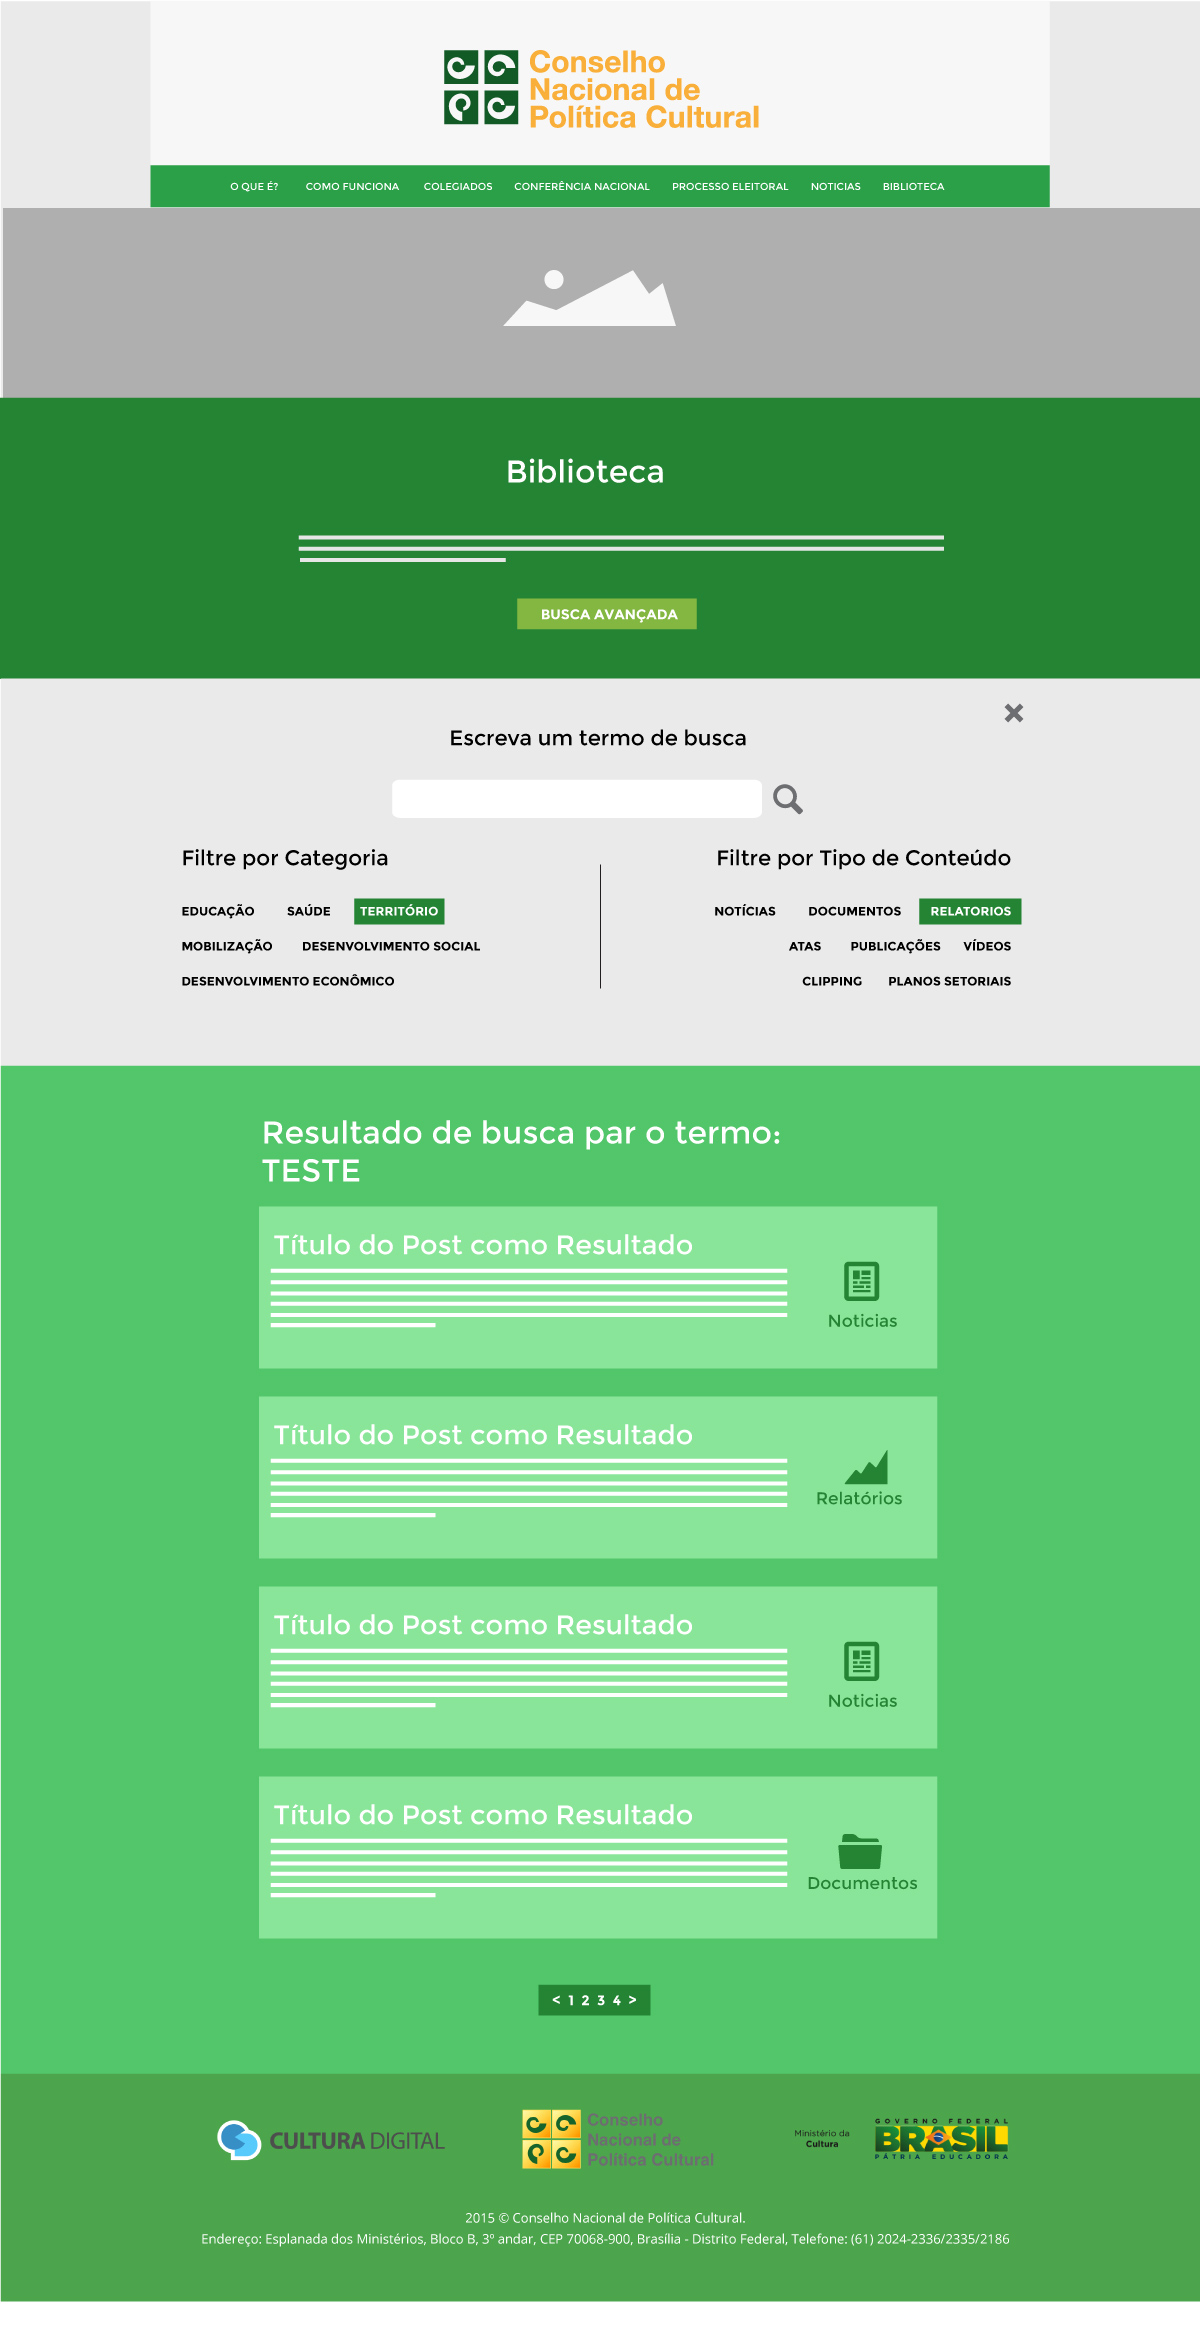 Conselho
Nacional de
Política Cultural
O QUE É? COMO FUNCIONA COLEGIADOS CONFERÊNCIA NACIONAL PROCESSO ELEITORAL NOTICIAS BIBLIOTECA
Biblioteca
BUSCA AVANÇADA
Escreva um termo de busca
Filtre por Categoria
EDUCAÇÃO SAÚDE TERRITÓRIO
MOBILIZAÇÃO DESENVOLVIMENTO SOCIAL
DESENVOLVIMENTO ECONÔMICO
Filtre por Tipo de Conteúdo
NOTÍCIAS DOCUMENTOS RELATORIOS
ATAS PUBLICAÇÕES VÍDEOS
CLIPPING PLANOS SETORIAIS
Resultado de busca par o termo:
TESTE
Título do Post como Resultado
Noticias
Título do Post como Resultado
Relatórios
Título do Post como Resultado
Noticias
Título do Post como Resultado
Documentos
< 1 2 3 4 >
CULTURA DIGITAL
Conselho
Nacional de
Política Cultural
Ministério da
Cultura
GOVERNO FEDERAL
BRASIL
PÁTRIA EDUCADORA
2015 © Conselho Nacional de Política Cultural.
Endereço: Esplanada dos Ministérios, Bloco B, 3º andar, CEP 70068-900, Brasília - Distrito Federal, Telefone: (61) 2024-2336/2335/2186